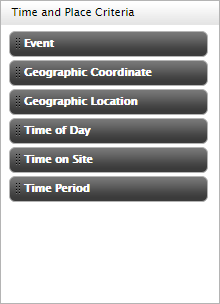 Time and Place Criteria
Event
Geographic Coordinate
Geographic Location
Time of Day
Time on Site
Time Period